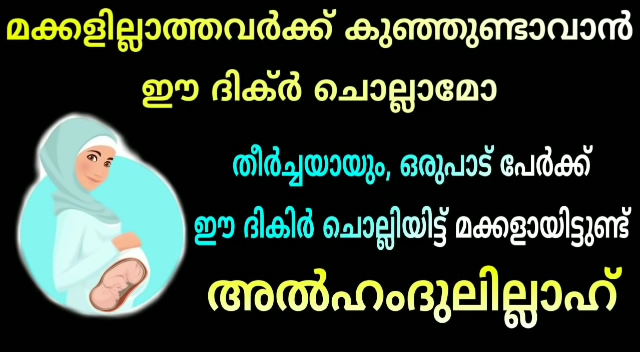 മക്കളില്ലാത്തവർക്ക് കുഞ്ഞുണ്ടാവാൻ
ഈ ദിക്ർ ചൊല്ലാമോ
തീർച്ചയായും, ഒരുപാട് പേർക്ക്
ഈ ദികിർ ചൊല്ലിയിട്ട് മക്കളായിട്ടുണ്ട്
അൽഹംദുലില്ലാഹ്